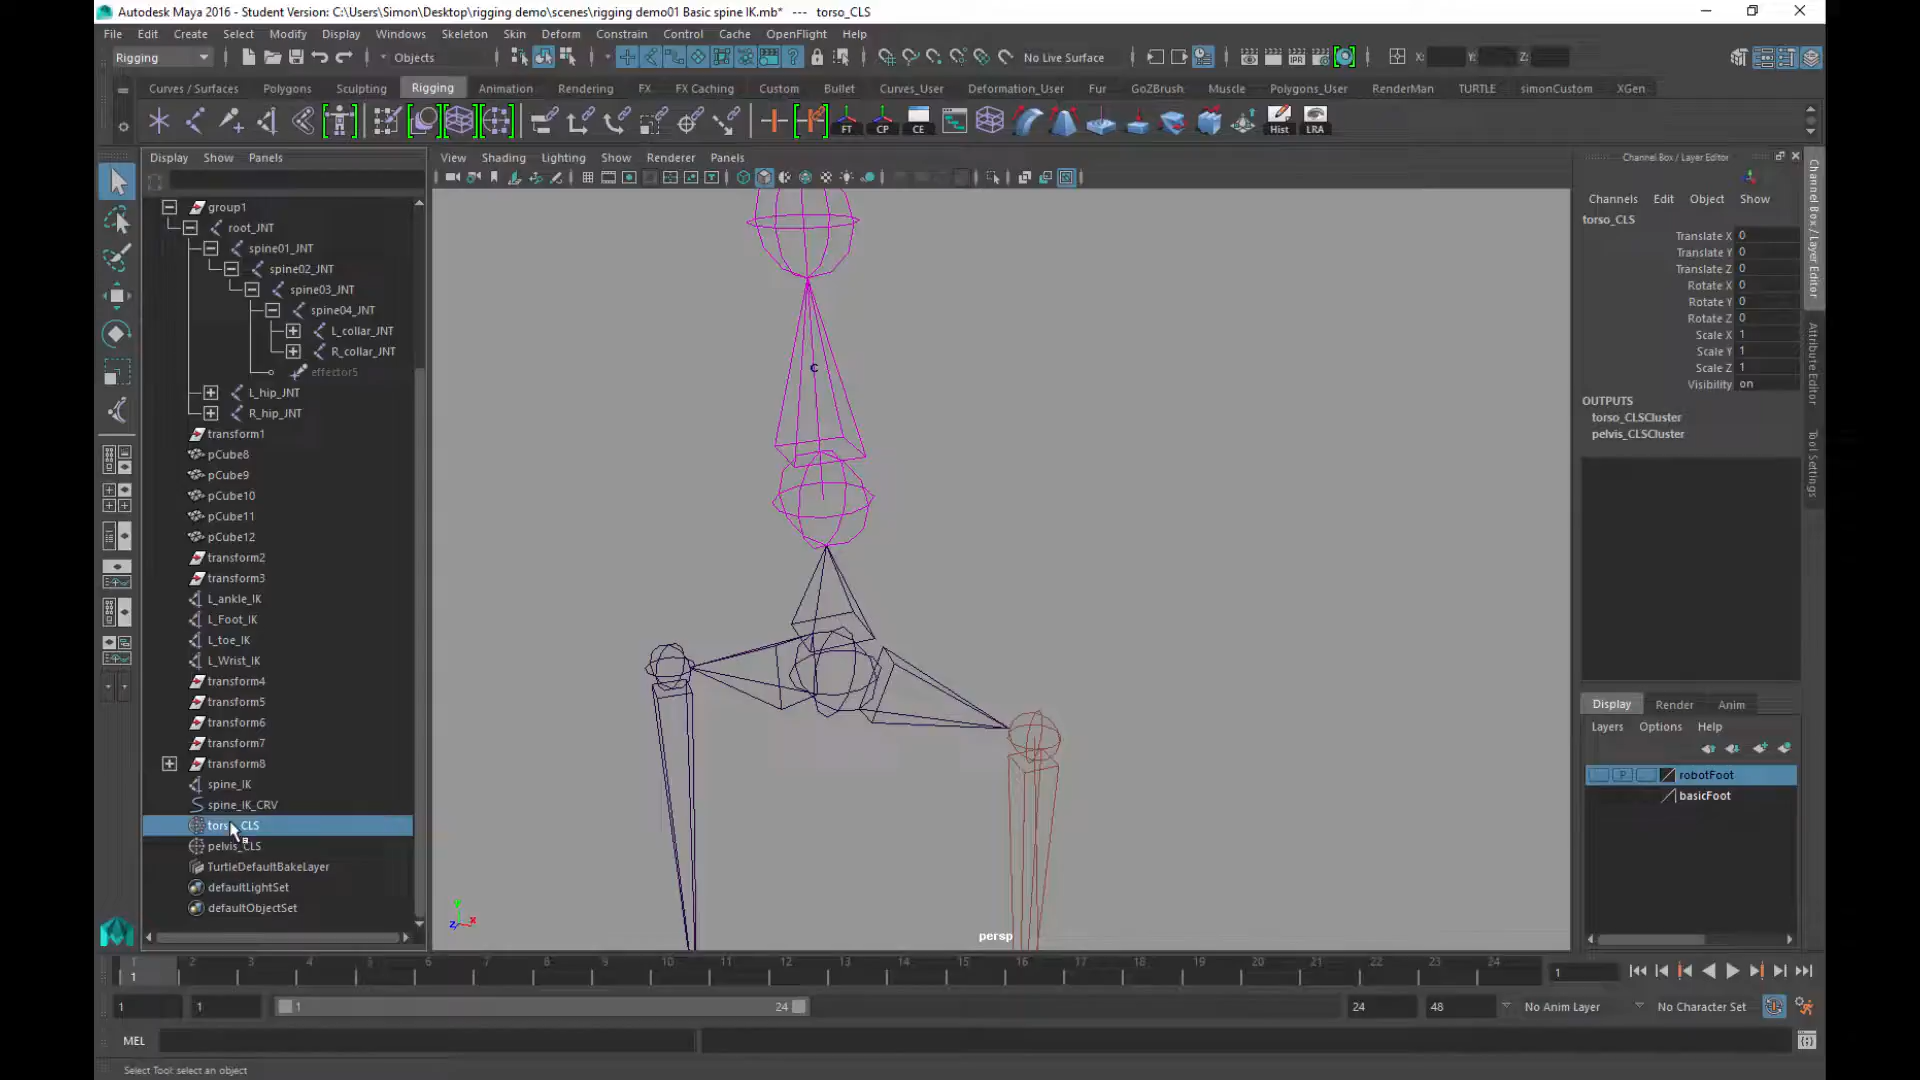 Autodesk Maya 2016 - Student Version: C:\Users\Simon\Desktop\rigging demo\scenes\rigging demo01 Basic spine IK.mb* --- torso_CLS
File Edit Create Select Modify Display Windows Skeleton Skin Deform Constrain Control Cache OpenFlight Help
Rigging Objects No Live Surface X: Y: Z:
Curves / Surfaces Polygons Sculpting Rigging Animation Rendering FX FX Caching Custom Bullet Curves_User Deformation_User Fur GoZBrush Muscle Polygons_User RenderMan TURTLE simonCustom XGen
IPR
FT CP CE Hist LRA
Display Show Panels
View Shading Lighting Show Renderer Panels
Channel Box / Layer Editor
group1
root_JNT
spine01_JNT
spine02_JNT
spine03_JNT
spine04_JNT
L_collar_JNT
R_collar_JNT
effector5
L_hip_JNT
R_hip_JNT
transform1
pCube8
pCube9
pCube10
pCube11
pCube12
transform2
transform3
L_ankle_IK
L_Foot_IK
L_toe_IK
L_Wrist_IK
transform4
transform5
transform6
transform7
transform8
spine_IK
spine_IK_CRV
pelvis_CLS
TurtleDefaultBakeLayer
defaultLightSet
defaultObjectSet
C
y
z x
persp
Channels Edit Object Show
torso_CLS
Translate X 0
Translate Y 0
Translate Z 0
Rotate X 0
Rotate Y 0
Rotate Z 0
Scale X 1
Scale Y 1
Scale Z 1
Visibility on
OUTPUTS
torso_CLSCluster
pelvis_CLSCluster
Display Render Anim
Layers Options Help
P robotFoot
basicFoot
Channel Box / Layer Editor
Attribute Editor
Tool Settings
1 2 3 4 5 6 7 8 9 10 11 12 13 14 15 16 17 18 19 20 21 22 23 24 1
1
1 1 1 24 24 48 No Anim Layer No Character Set
MEL
Select Tool: select an object